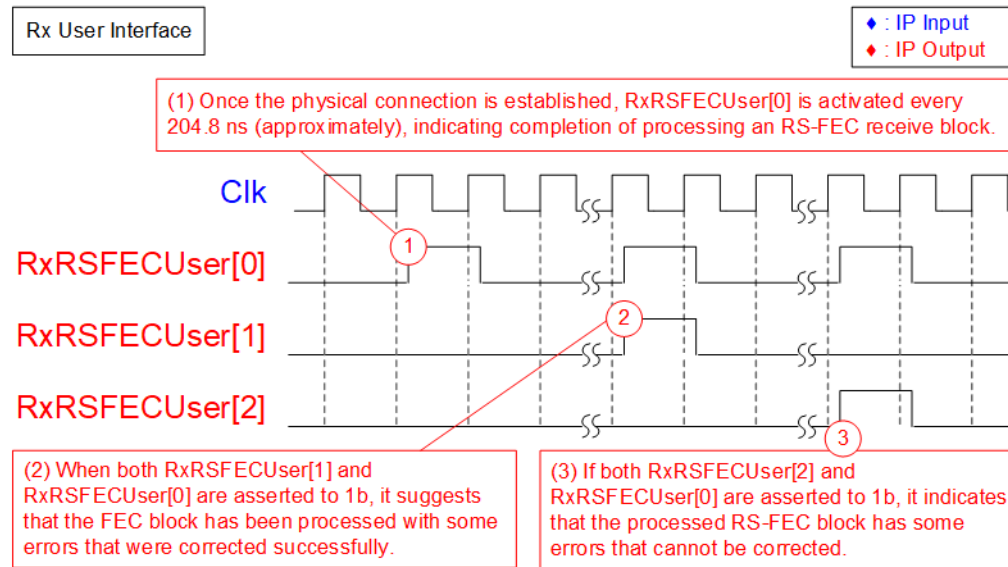 Rx User Interface
♦ : IP Input
♦ : IP Output
(1) Once the physical connection is established, RxRSFECUser[0] is activated every
204.8 ns (approximately), indicating completion of processing an RS-FEC receive block.
Clk
1
RxRSFECUser[0]
2
RxRSFECUser[1]
RxRSFECUser[2]
3
(2) When both RxRSFECUser[1] and
RxRSFECUser[0] are asserted to 1b, it suggests
that the FEC block has been processed with some
errors that were corrected successfully.
(3) If both RxRSFECUser[2] and
RxRSFECUser[0] are asserted to 1b, it indicates
that the processed RS-FEC block has some
errors that cannot be corrected.